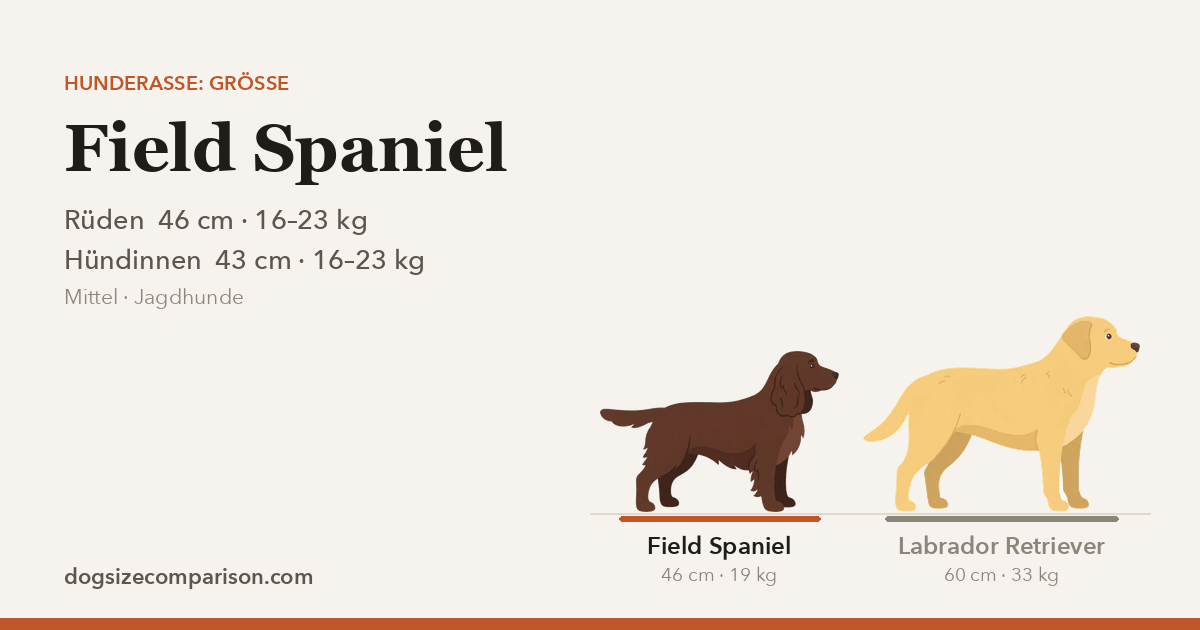 HUNDERASSE: GRÖSSE
Field Spaniel
Rüden 46 cm · 16–23 kg
Hündinnen 43 cm · 16–23 kg
Mittel · Jagdhunde
Field Spaniel
46 cm · 19 kg
Labrador Retriever
60 cm · 33 kg
dogsizecomparison.com